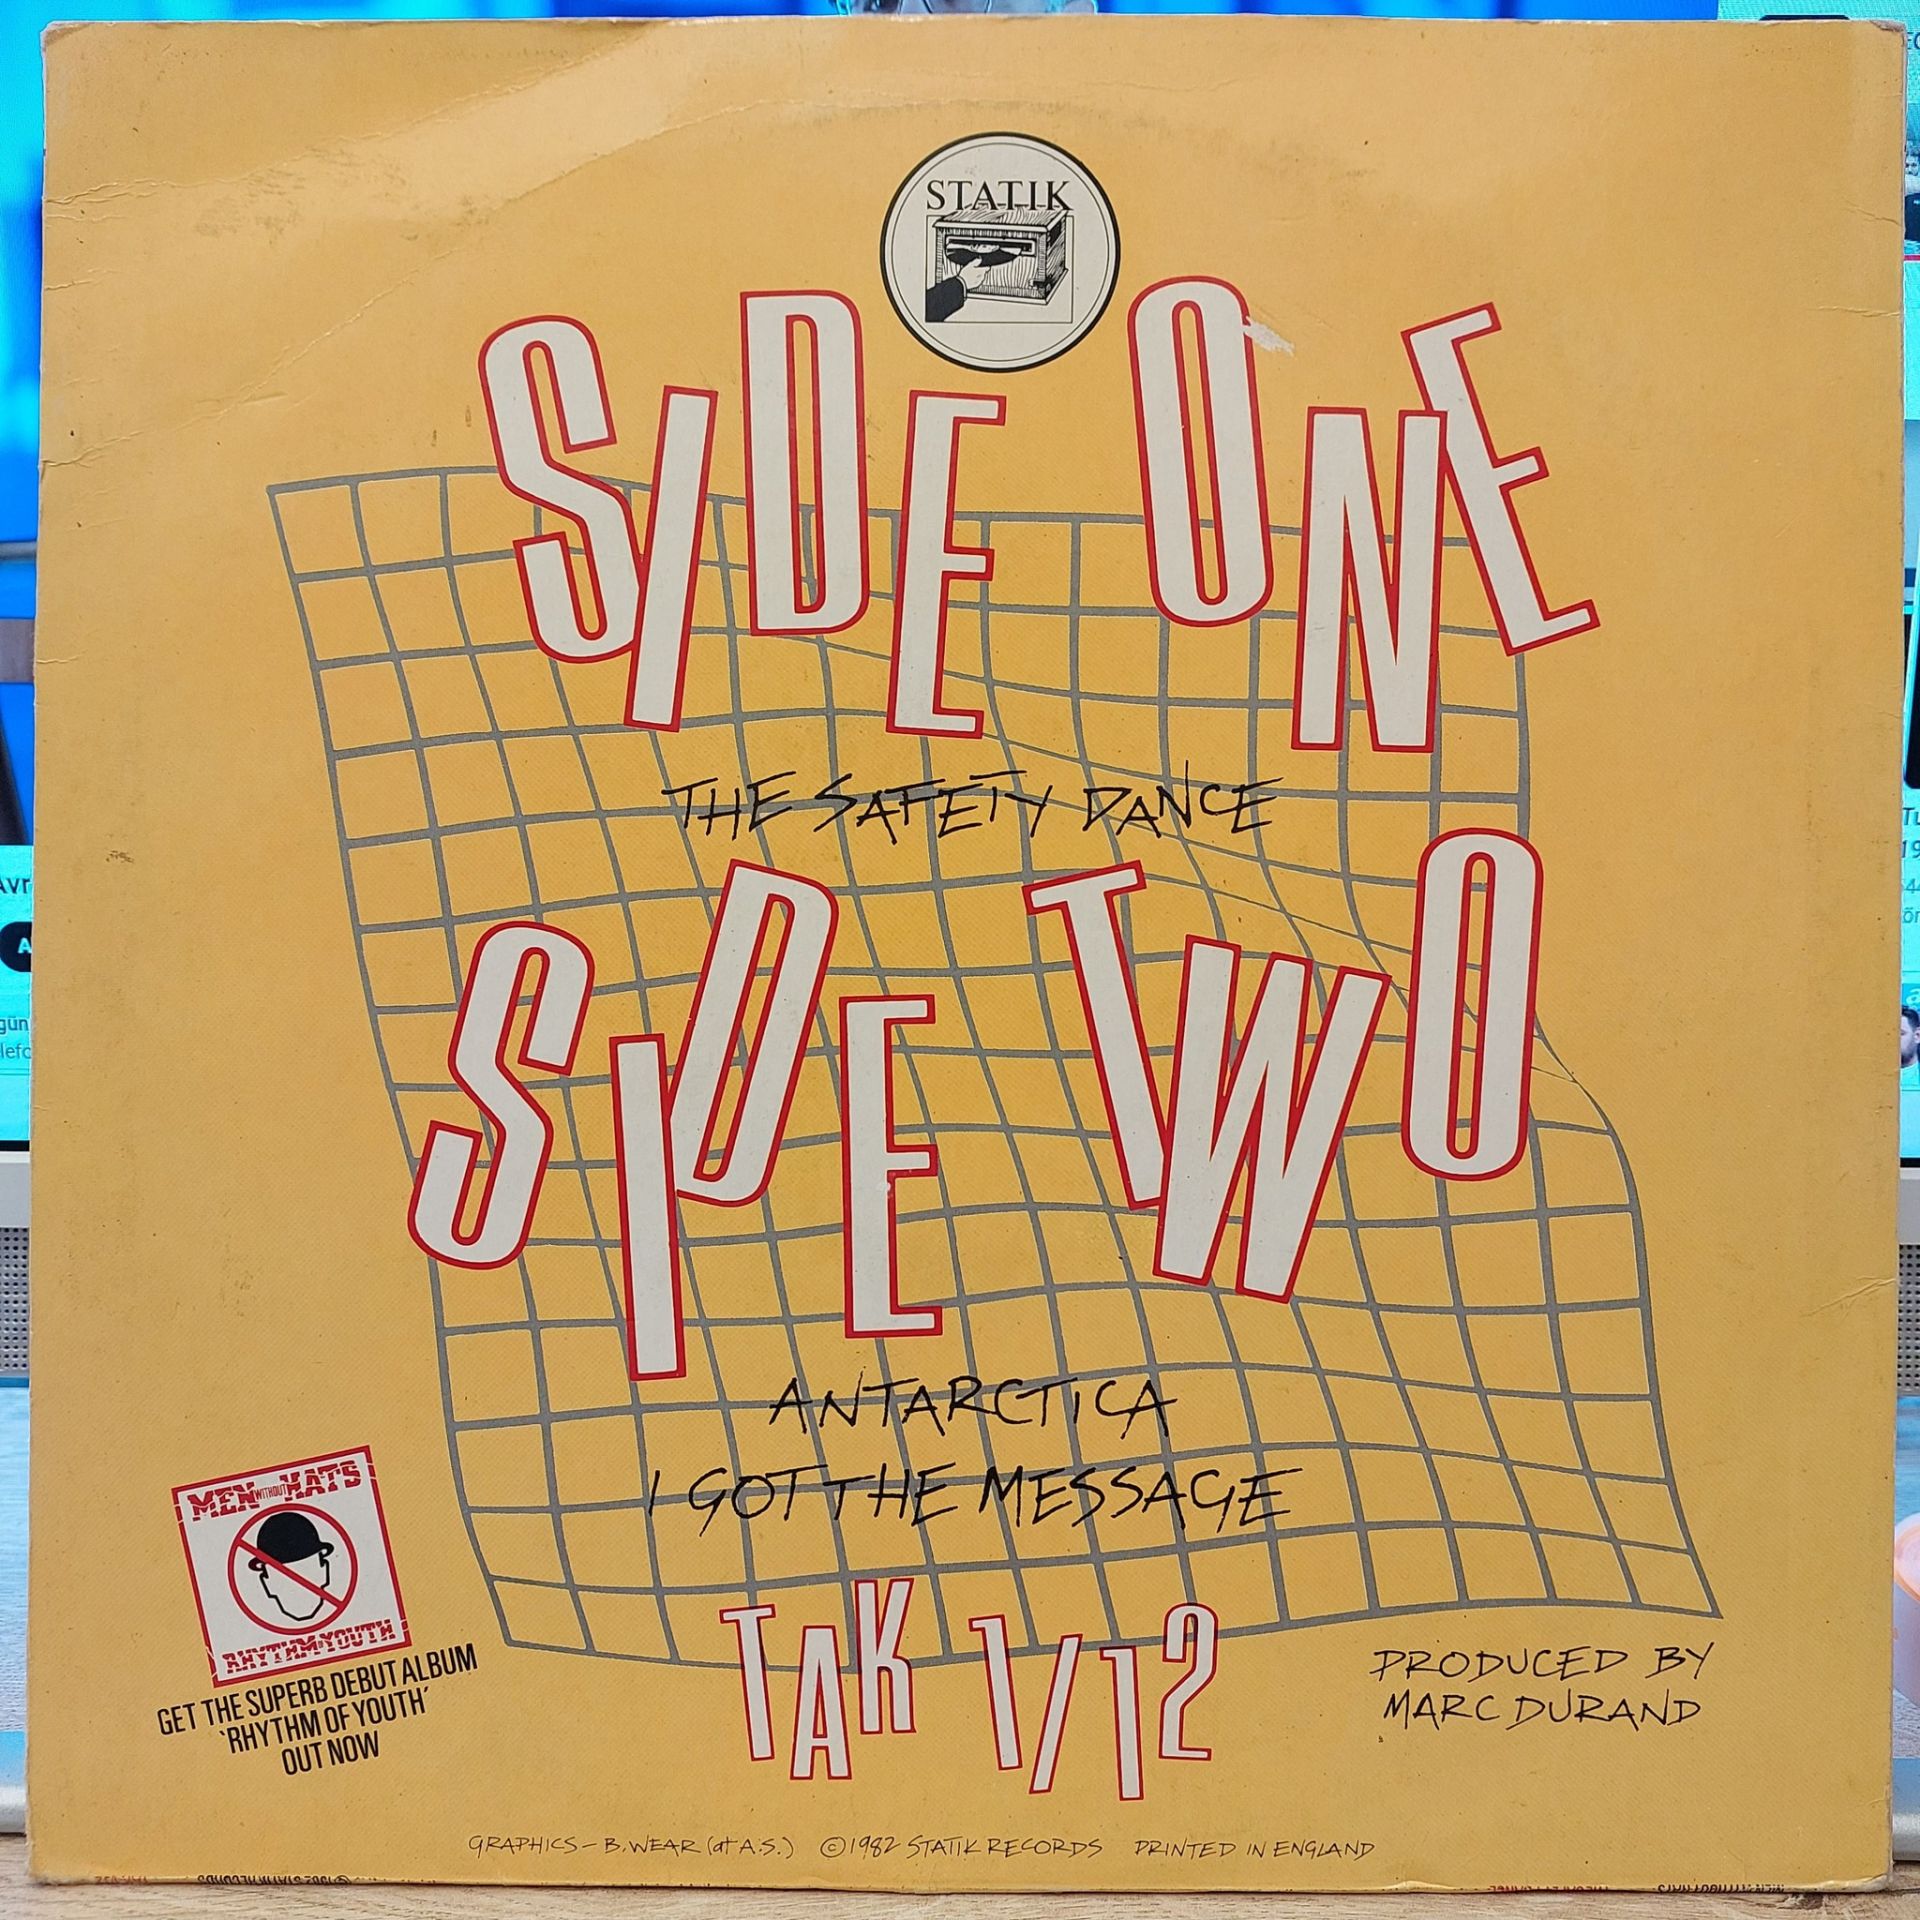 STATIK
SIDE ONE
THE SAFETY DANCE
SIDE TWO
ANTARCTICA
I GOT THE MESSAGE
MEN WITHOUT HATS
RHYTHM OF YOUTH
GET THE SUPERB DEBUT ALBUM
'RHYTHM OF YOUTH'
OUT NOW
TAK 1/12
PRODUCED BY
MARC DURAND
GRAPHICS - B. WEAR (at A.S.) © 1982 STATIK RECORDS PRINTED IN ENGLAND